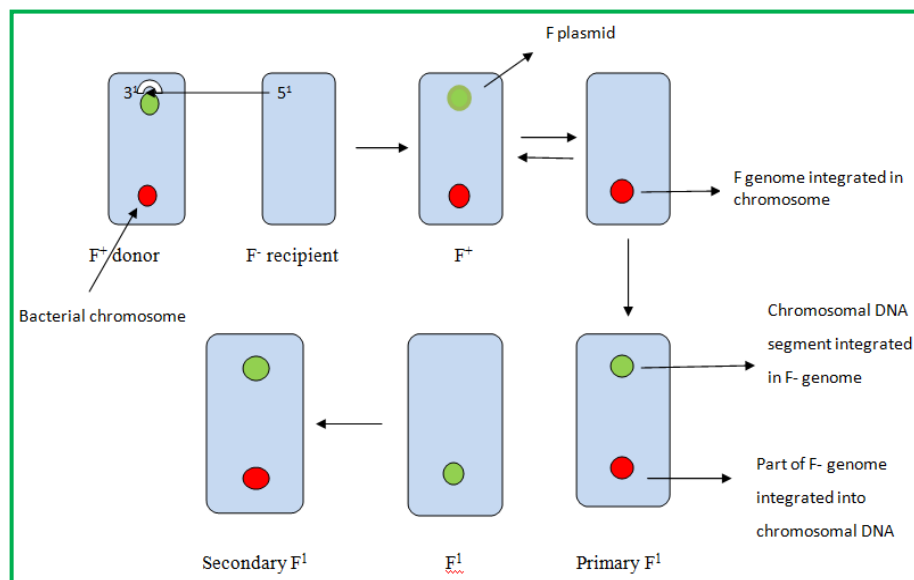 F plasmid
3¹
5¹
F genome integrated in
chromosome
F⁺ donor
F⁻ recipient
F⁺
Bacterial chromosome
Chromosomal DNA
segment integrated
in F- genome
Part of F- genome
integrated into
chromosomal DNA
Secondary F¹
F¹
Primary F¹